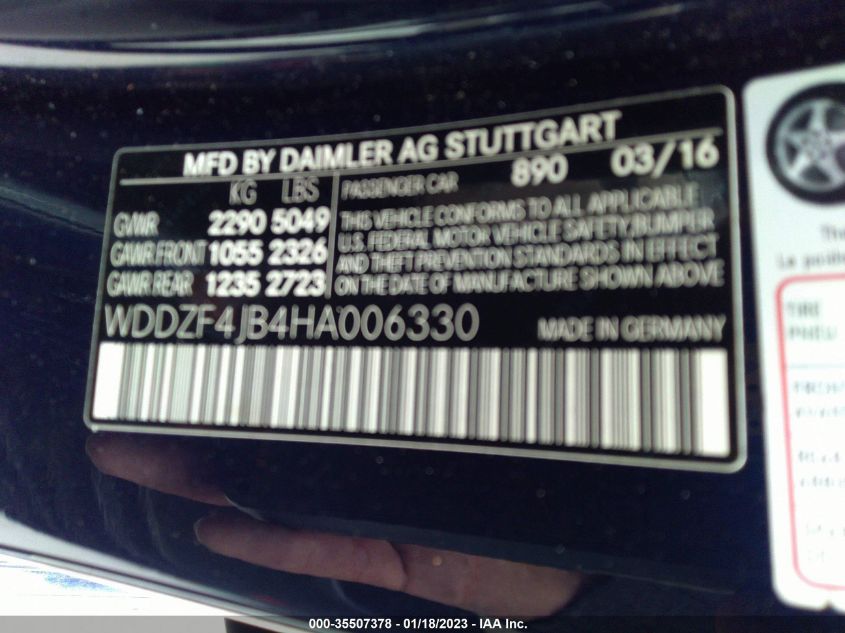 MFD BY DAIMLER AG STUTTGART
KG LBS
GVWR 2290 5049
GAWR FRONT 1055 2326
GAWR REAR 1235 2723
PASSENGER CAR 890 03/16
THIS VEHICLE CONFORMS TO ALL APPLICABLE
U.S. FEDERAL MOTOR VEHICLE SAFETY, BUMPER
AND THEFT PREVENTION STANDARDS IN EFFECT
ON THE DATE OF MANUFACTURE SHOWN ABOVE
WDDZF4JB4HA006330 MADE IN GERMANY
The
Le
TIRE
PNEU
000-35507378 - 01/18/2023 - IAA Inc.